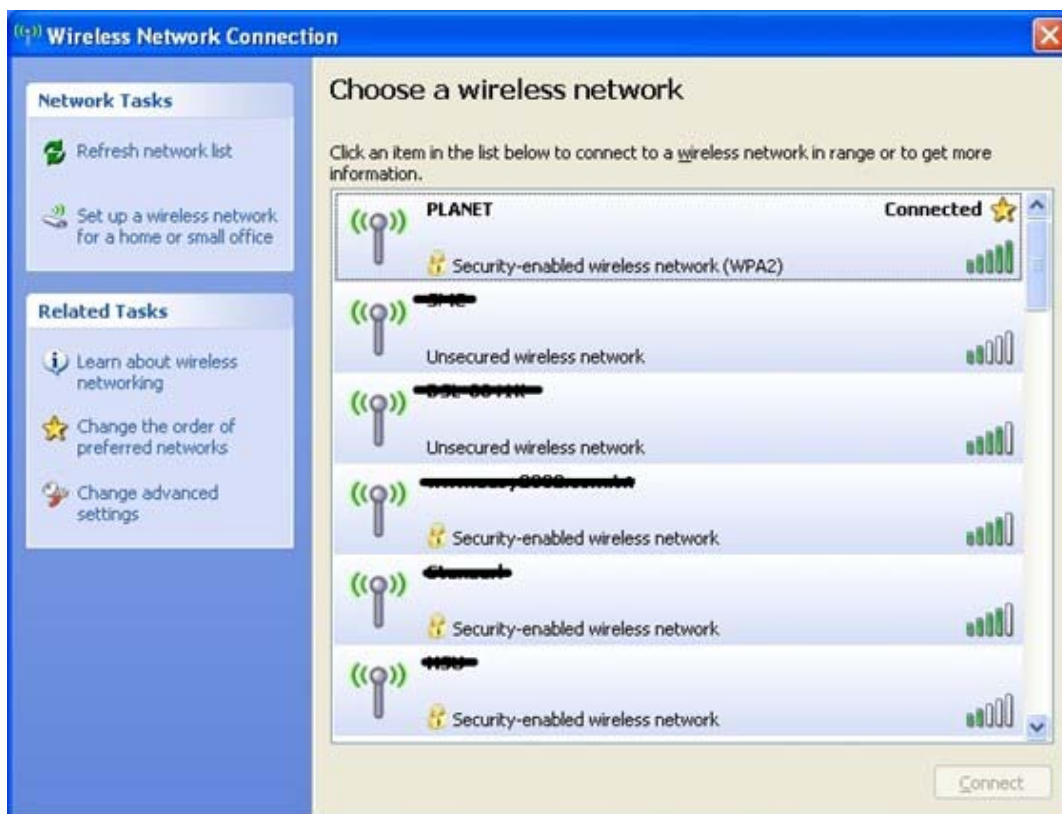 Wireless Network Connection
Network Tasks
Refresh network list
Set up a wireless network
for a home or small office
Related Tasks
Learn about wireless
networking
Change the order of
preferred networks
Change advanced
settings
Choose a wireless network
Click an item in the list below to connect to a wireless network in range or to get more
information.
PLANET Connected
Security-enabled wireless network (WPA2)
Unsecured wireless network
Unsecured wireless network
Security-enabled wireless network
Security-enabled wireless network
Security-enabled wireless network
Connect